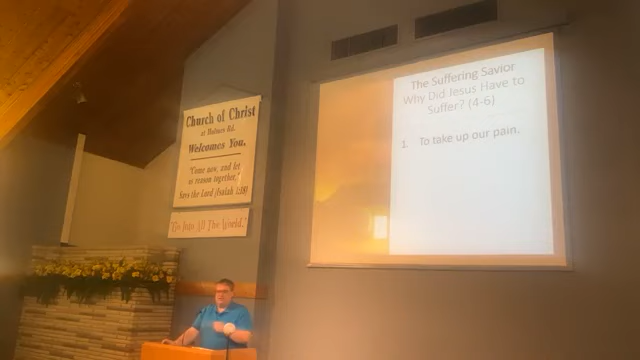 Church of Christ
at Holmes Rd.
Welcomes You,
"Come now, and let
us reason together,"
Says the Lord (Isaiah 1:18)
"Go Into All The World."
The Suffering Savior
Why Did Jesus Have to
Suffer? (4-6)
1. To take up our pain.